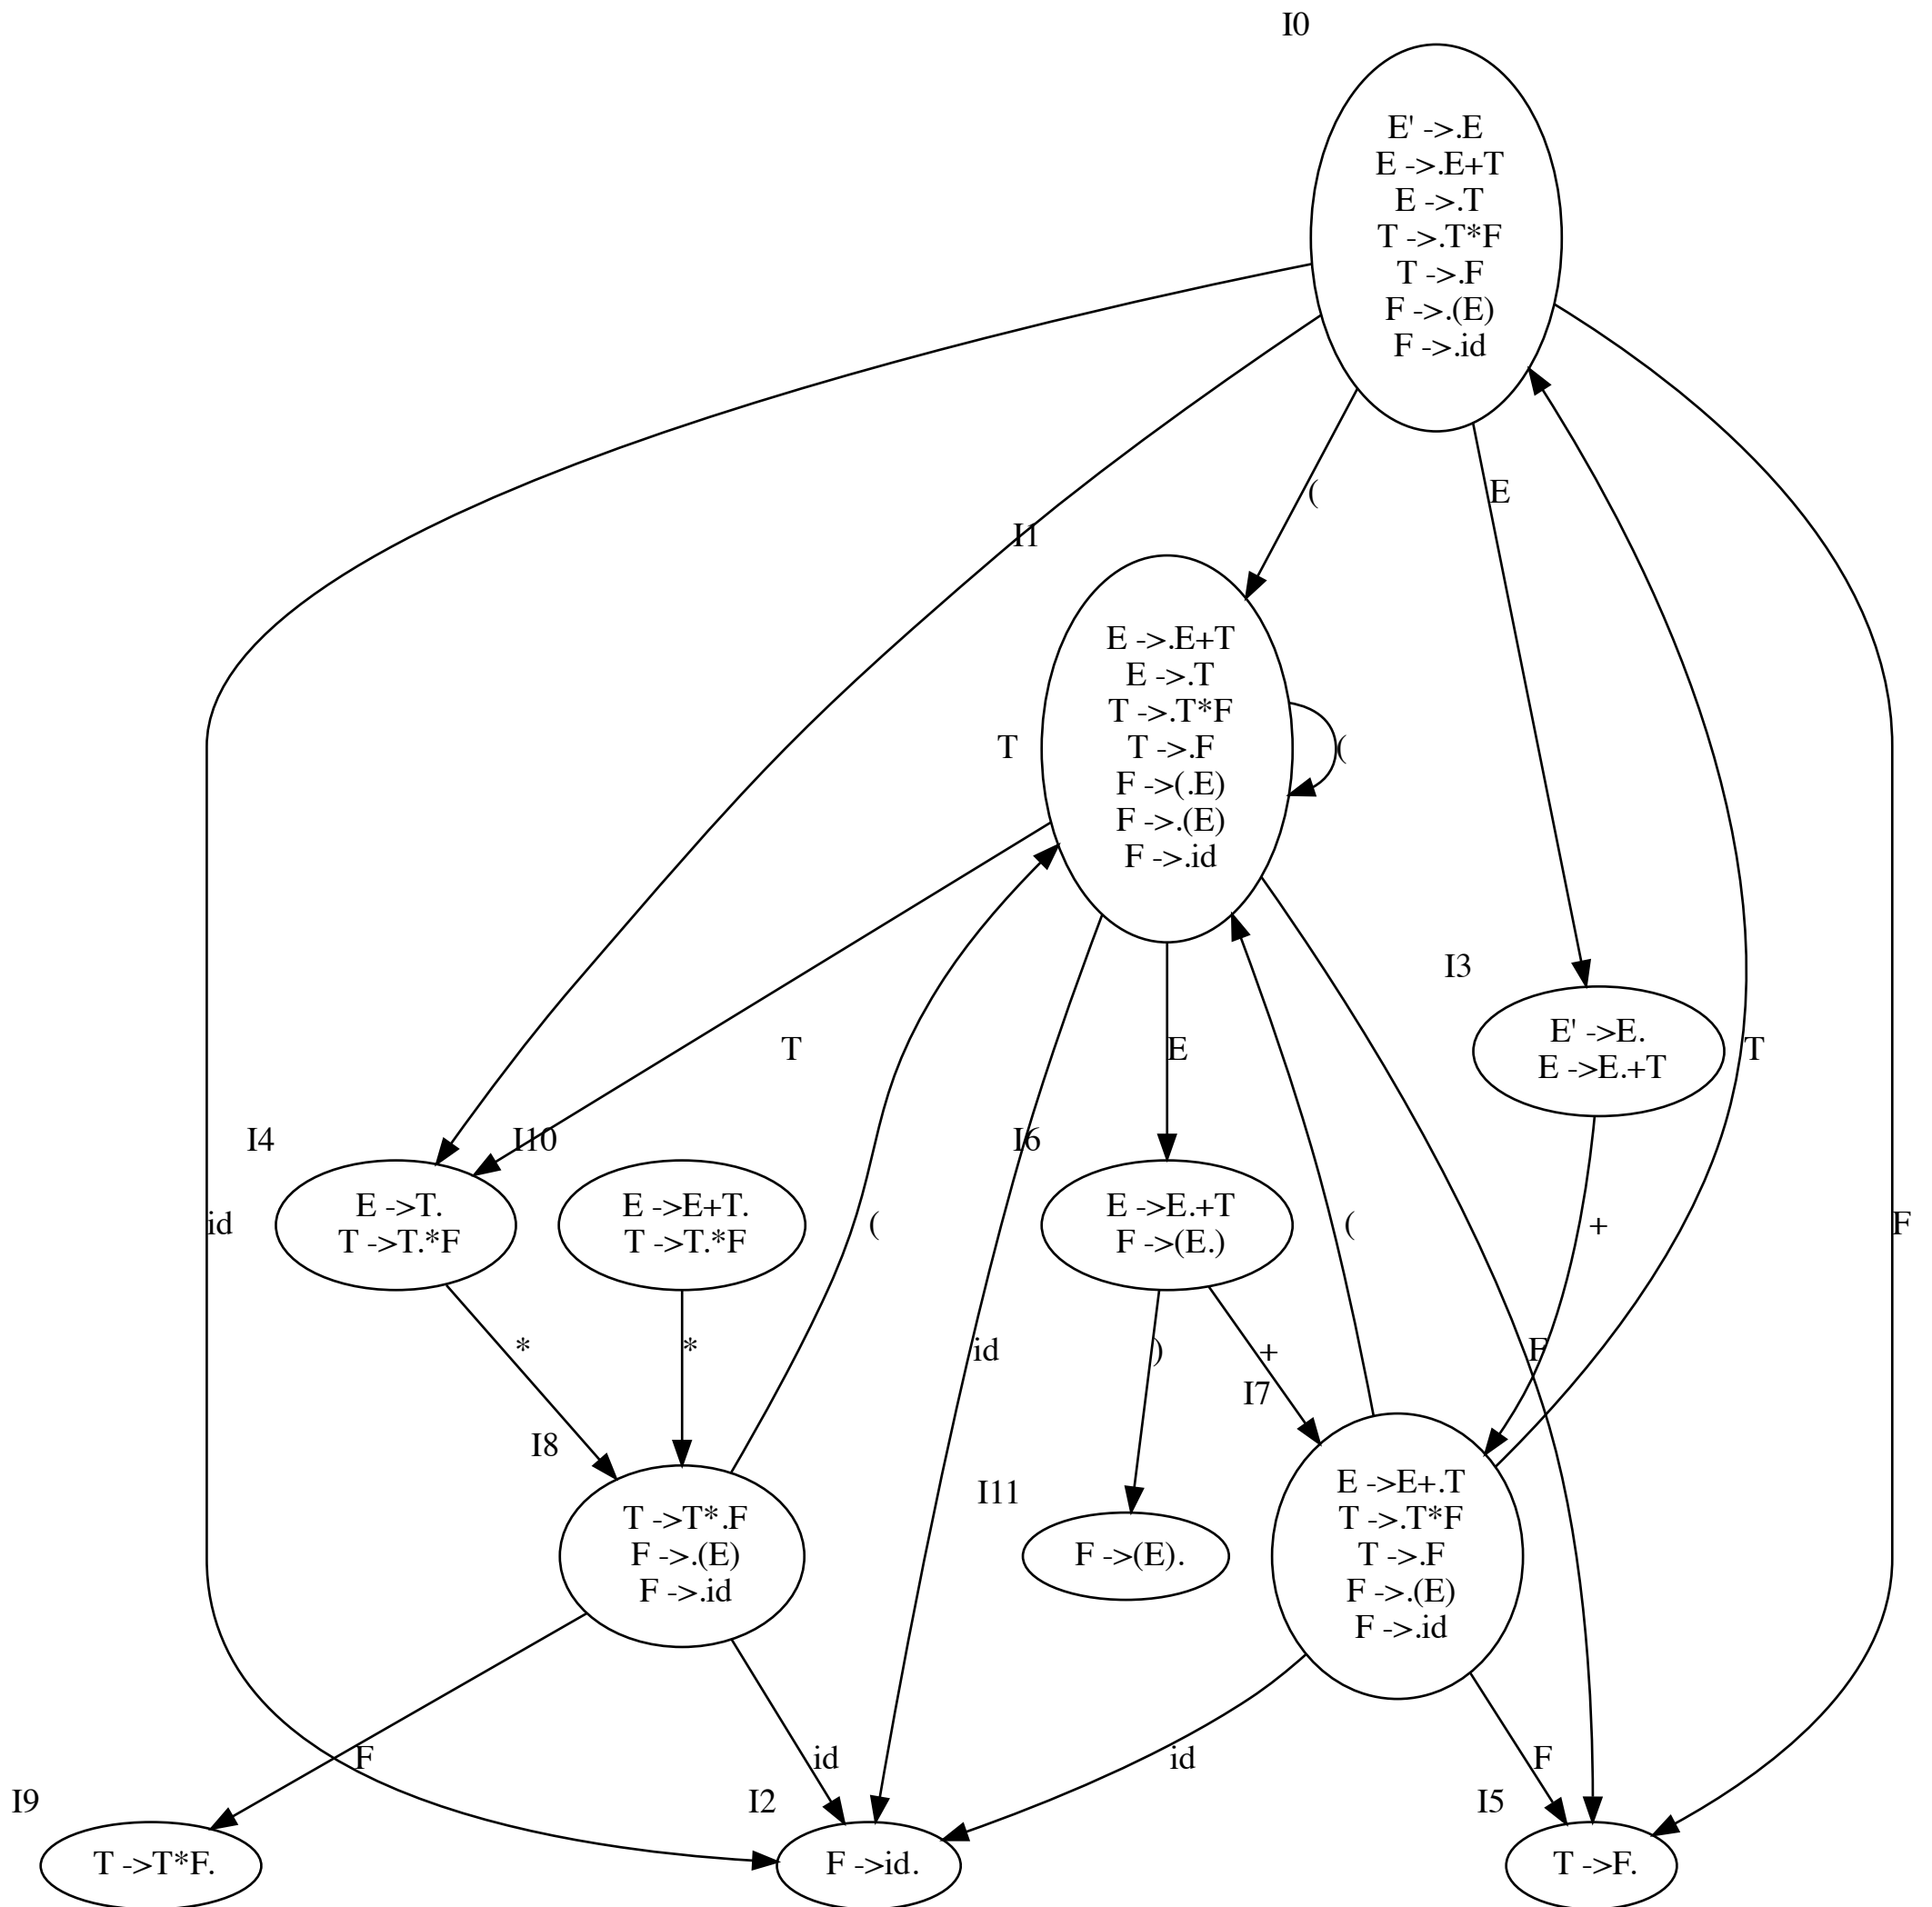 I0
E' ->.E
E ->.E+T
E ->.T
T ->.T*F
T ->.F
F ->.(E)
F ->.id
(
E
I1
E ->.E+T
E ->.T
T ->.T*F
T ->.F
F ->(.E)
F ->.(E)
F ->.id
T
(
I3
E' ->E.
E ->E.+T
T
E
T
I4
I10
I6
id
E ->T.
T ->T.*F
E ->E+T.
T ->T.*F
(
E ->E.+T
F ->(E.)
(
+
F
*
*
id
)
+
F
I7
I8
I11
T ->T*.F
F ->.(E)
F ->.id
F ->(E).
E ->E+.T
T ->.T*F
T ->.F
F ->.(E)
F ->.id
F
id
id
F
I9
I2
I5
T ->T*F.
F ->id.
T ->F.